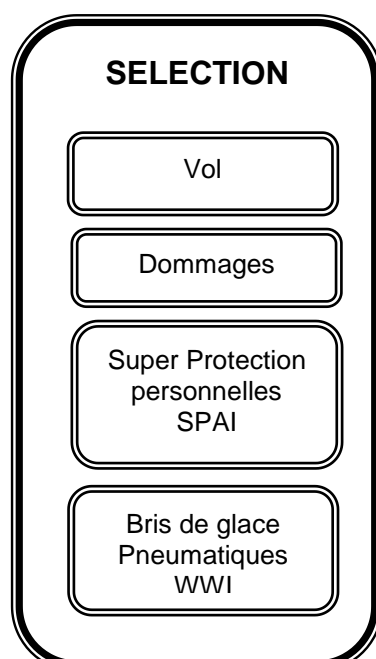 SELECTION
Vol
Dommages
Super Protection
personnelles
SPAI
Bris de glace
Pneumatiques
WWI